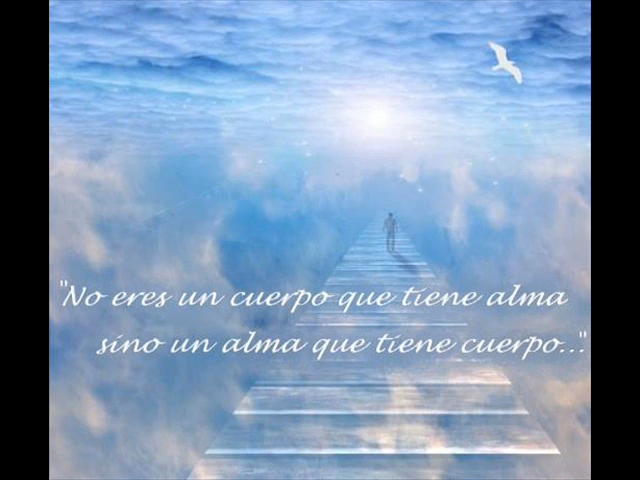 "No eres un cuerpo que tiene alma
sino un alma que tiene cuerpo..."